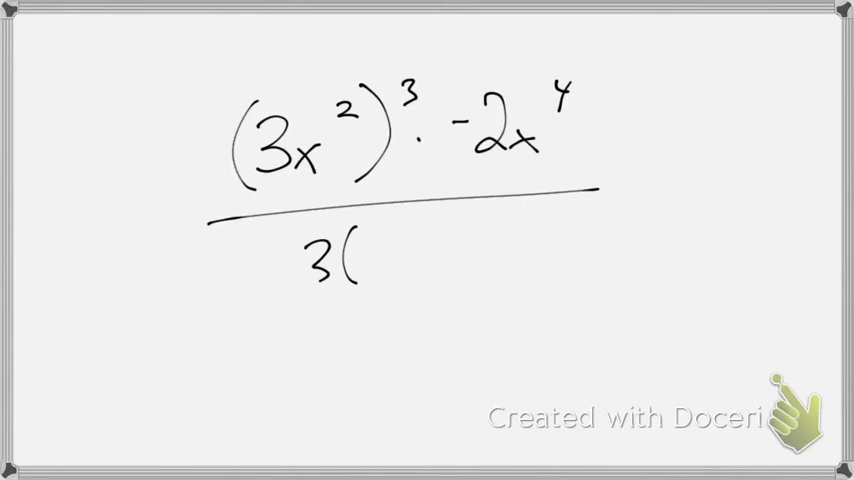 (3x²)³ · -2x⁴
3(
Created with Doceri